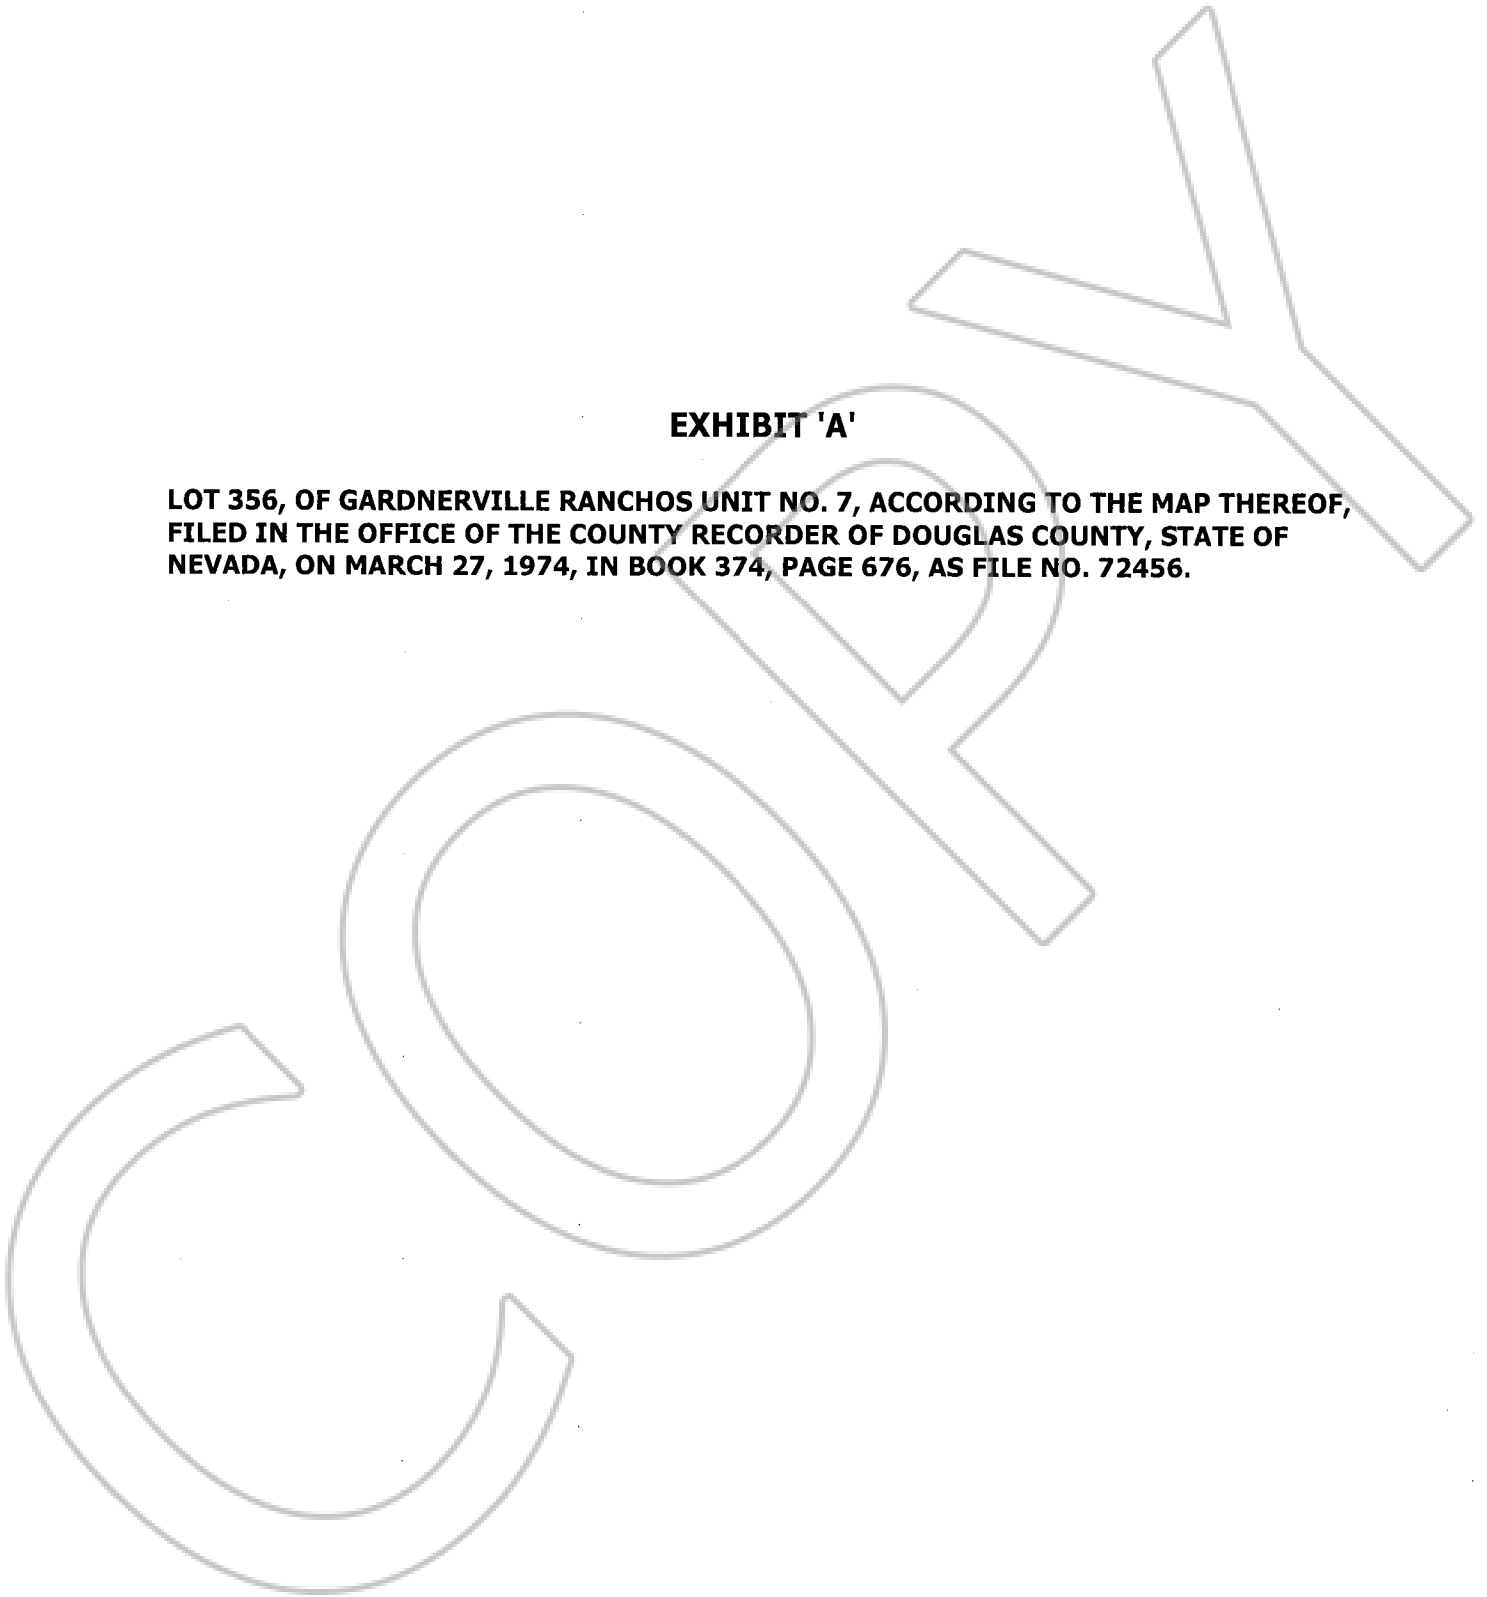 EXHIBIT 'A'
LOT 356, OF GARDNERVILLE RANCHOS UNIT NO. 7, ACCORDING TO THE MAP THEREOF,
FILED IN THE OFFICE OF THE COUNTY RECORDER OF DOUGLAS COUNTY, STATE OF
NEVADA, ON MARCH 27, 1974, IN BOOK 374, PAGE 676, AS FILE NO. 72456.
COPY